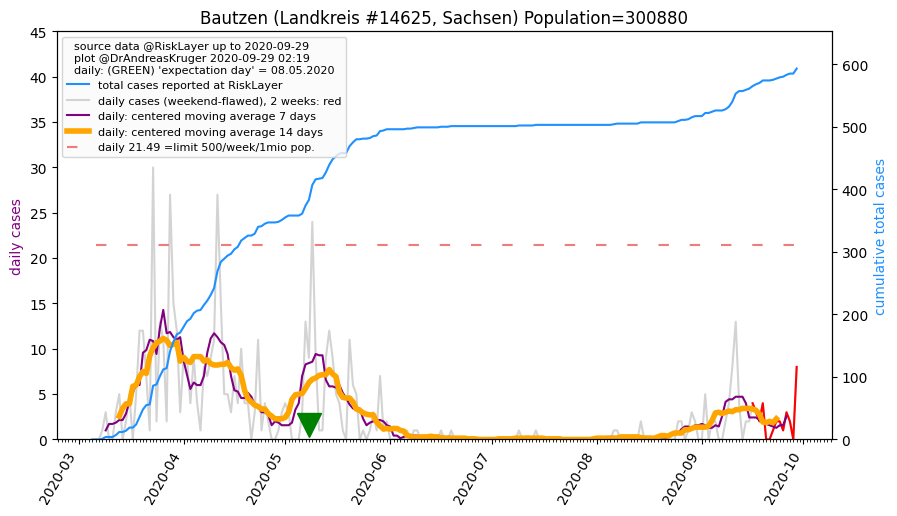 Bautzen (Landkreis #14625, Sachsen) Population=300880
source data @RiskLayer up to 2020-09-29
plot @DrAndreasKruger 2020-09-29 02:19
daily: (GREEN) 'expectation day' = 08.05.2020
total cases reported at RiskLayer
daily cases (weekend-flawed), 2 weeks: red
daily: centered moving average 7 days
daily: centered moving average 14 days
daily 21.49 =limit 500/week/1mio pop.
daily cases
45
40
35
30
25
20
15
10
5
0
cumulative total cases
600
500
400
300
200
100
0
2020-03
2020-04
2020-05
2020-06
2020-07
2020-08
2020-09
2020-10